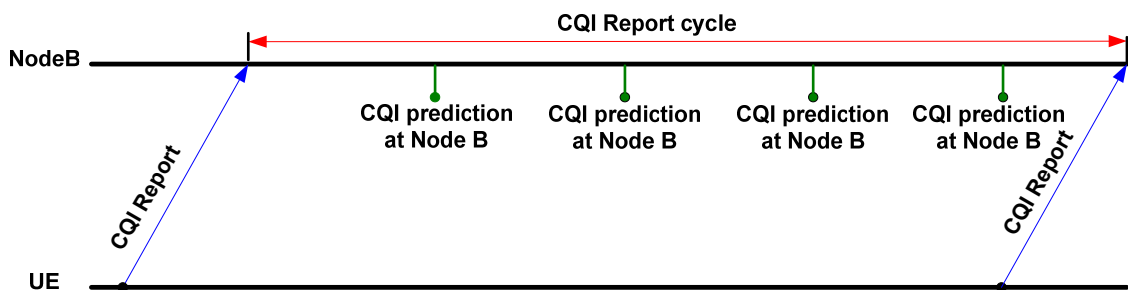 CQI Report cycle
NodeB
CQI prediction
at Node B
CQI prediction
at Node B
CQI prediction
at Node B
CQI prediction
at Node B
CQI Report
CQI Report
UE